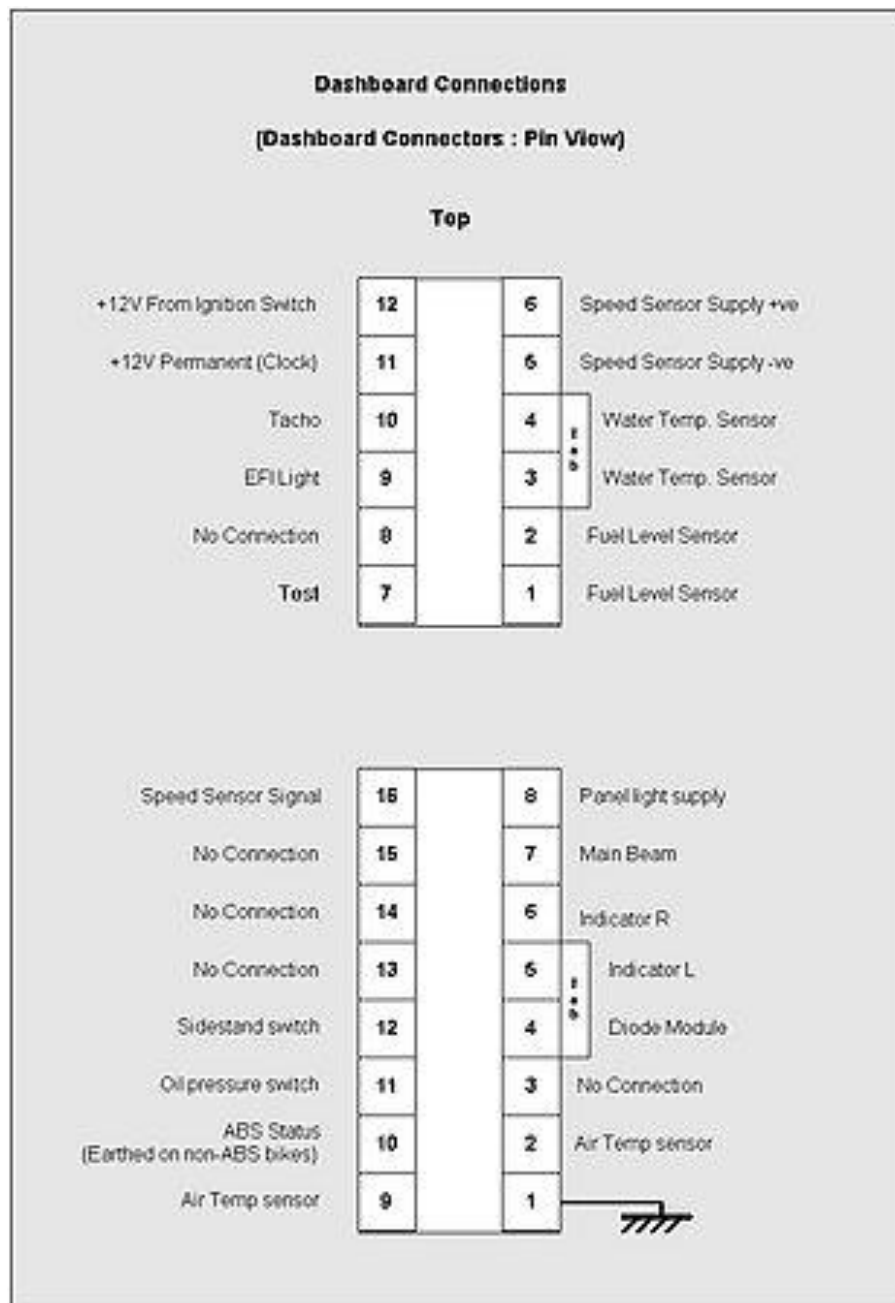 Dashboard Connections
(Dashboard Connectors : Pin View)
Top
+12V From Ignition Switch 12 6 Speed Sensor Supply +ve
+12V Permanent (Clock) 11 5 Speed Sensor Supply -ve
Tacho 10 4 Water Temp. Sensor
EFI Light 9 3 Water Temp. Sensor
No Connection 8 2 Fuel Level Sensor
Test 7 1 Fuel Level Sensor
Speed Sensor Signal 16 8 Panel light supply
No Connection 15 7 Main Beam
No Connection 14 6 Indicator R
No Connection 13 5 Indicator L
Sidestand switch 12 4 Diode Module
Oil pressure switch 11 3 No Connection
ABS Status
(Earthed on non-ABS bikes) 10 2 Air Temp sensor
Air Temp sensor 9 1